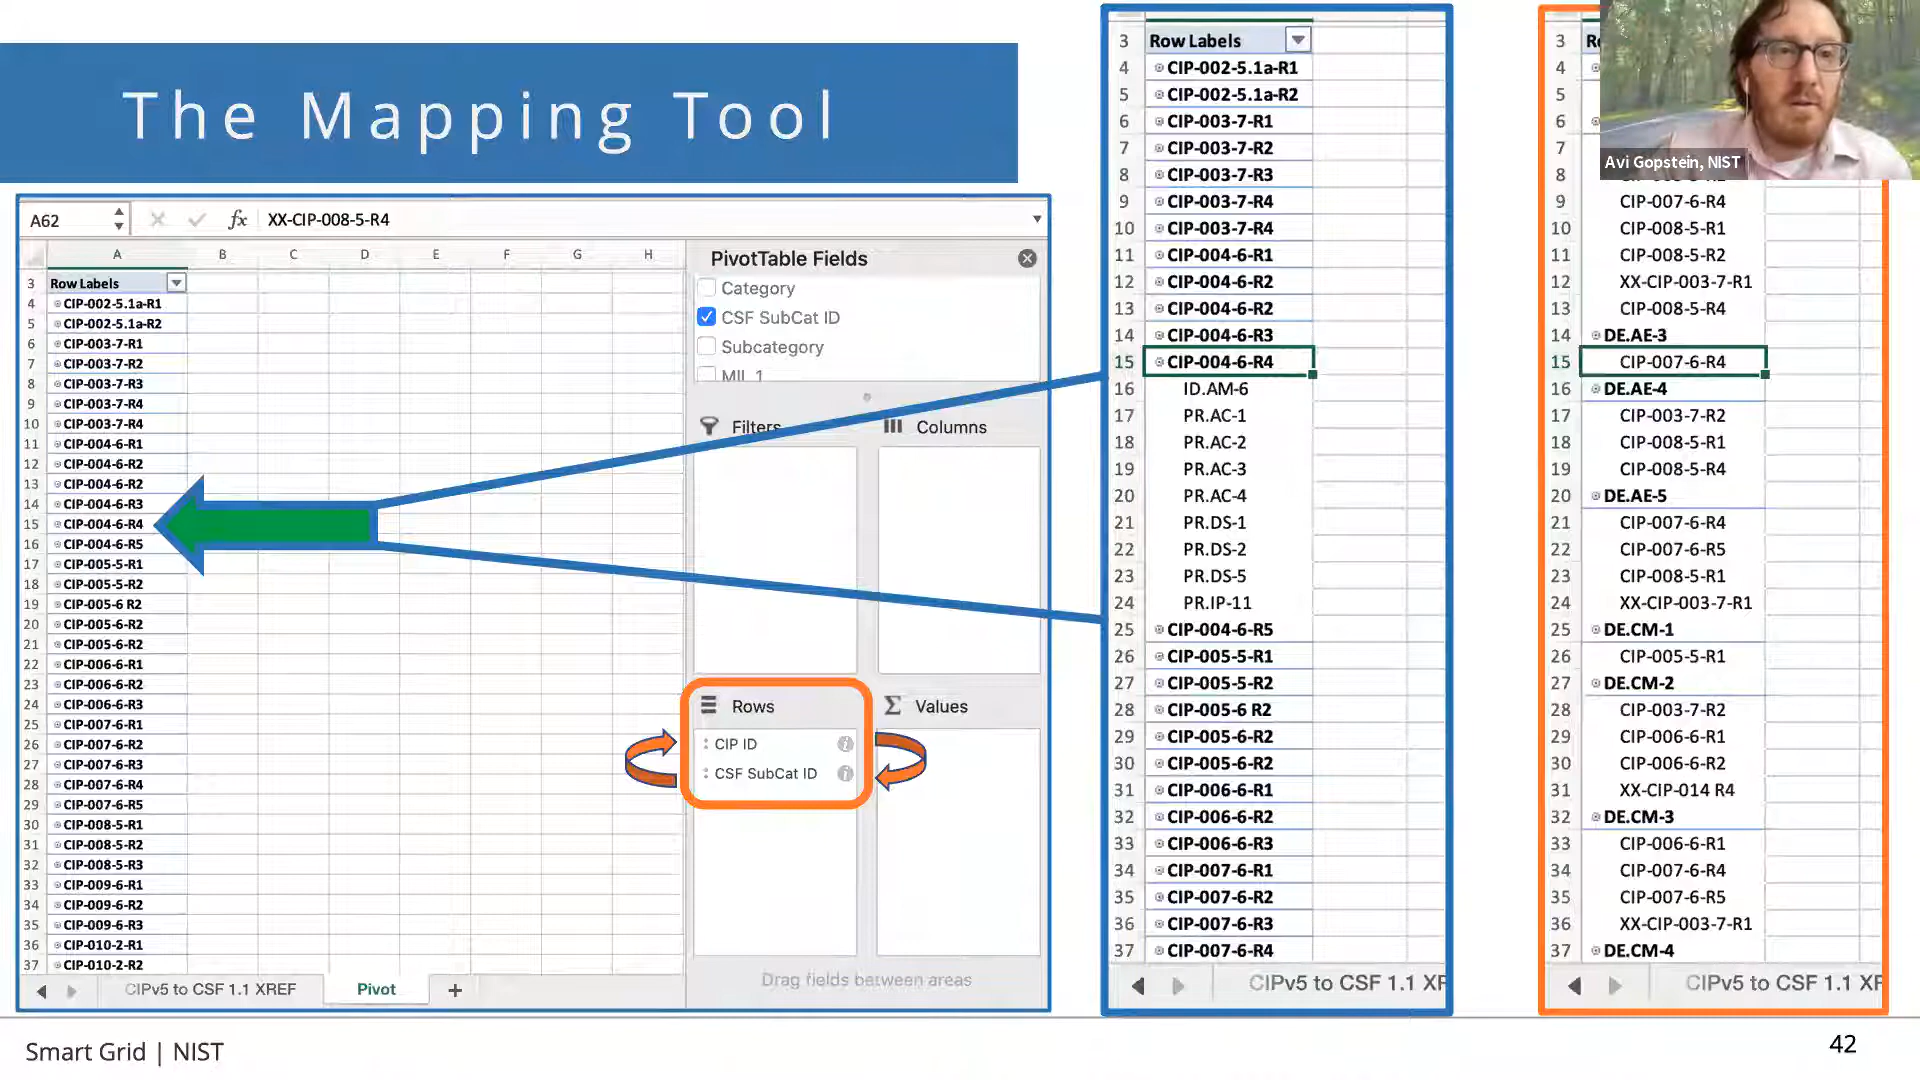 The Mapping Tool
A62
fx
XX-CIP-008-5-R4
A B C D E F G H
3 Row Labels
4 CIP-002-5.1a-R1
5 CIP-002-5.1a-R2
6 CIP-003-7-R1
7 CIP-003-7-R2
8 CIP-003-7-R3
9 CIP-003-7-R4
10 CIP-003-7-R4
11 CIP-004-6-R1
12 CIP-004-6-R2
13 CIP-004-6-R2
14 CIP-004-6-R3
15 CIP-004-6-R4
16 CIP-004-6-R5
17 CIP-005-5-R1
18 CIP-005-5-R2
19 CIP-005-6 R2
20 CIP-005-6-R2
21 CIP-005-6-R2
22 CIP-006-6-R1
23 CIP-006-6-R2
24 CIP-006-6-R3
25 CIP-007-6-R1
26 CIP-007-6-R2
27 CIP-007-6-R3
28 CIP-007-6-R4
29 CIP-007-6-R5
30 CIP-008-5-R1
31 CIP-008-5-R2
32 CIP-008-5-R3
33 CIP-009-6-R1
34 CIP-009-6-R2
35 CIP-009-6-R3
36 CIP-010-2-R1
37 CIP-010-2-R2
CIPv5 to CSF 1.1 XREF
Pivot
+
PivotTable Fields
Category
CSF SubCat ID
Subcategory
MIL 1
Filters
Columns
Rows
Σ Values
CIP ID
CSF SubCat ID
Drag fields between areas
3 Row Labels
4 CIP-002-5.1a-R1
5 CIP-002-5.1a-R2
6 CIP-003-7-R1
7 CIP-003-7-R2
8 CIP-003-7-R3
9 CIP-003-7-R4
10 CIP-003-7-R4
11 CIP-004-6-R1
12 CIP-004-6-R2
13 CIP-004-6-R2
14 CIP-004-6-R3
15 CIP-004-6-R4
16 ID.AM-6
17 PR.AC-1
18 PR.AC-2
19 PR.AC-3
20 PR.AC-4
21 PR.DS-1
22 PR.DS-2
23 PR.DS-5
24 PR.IP-11
25 CIP-004-6-R5
26 CIP-005-5-R1
27 CIP-005-5-R2
28 CIP-005-6 R2
29 CIP-005-6-R2
30 CIP-005-6-R2
31 CIP-006-6-R1
32 CIP-006-6-R2
33 CIP-006-6-R3
34 CIP-007-6-R1
35 CIP-007-6-R2
36 CIP-007-6-R3
37 CIP-007-6-R4
CIPv5 to CSF 1.1 XR
3
4
5
6
7
8
9 CIP-007-6-R4
10 CIP-008-5-R1
11 CIP-008-5-R2
12 XX-CIP-003-7-R1
13 CIP-008-5-R4
14 DE.AE-3
15 CIP-007-6-R4
16 DE.AE-4
17 CIP-003-7-R2
18 CIP-008-5-R1
19 CIP-008-5-R4
20 DE.AE-5
21 CIP-007-6-R4
22 CIP-007-6-R5
23 CIP-008-5-R1
24 XX-CIP-003-7-R1
25 DE.CM-1
26 CIP-005-5-R1
27 DE.CM-2
28 CIP-003-7-R2
29 CIP-006-6-R1
30 CIP-006-6-R2
31 XX-CIP-014 R4
32 DE.CM-3
33 CIP-006-6-R1
34 CIP-007-6-R4
35 CIP-007-6-R5
36 XX-CIP-003-7-R1
37 DE.CM-4
CIPv5 to CSF 1.1 XF
Avi Gopstein, NIST
Smart Grid | NIST
42